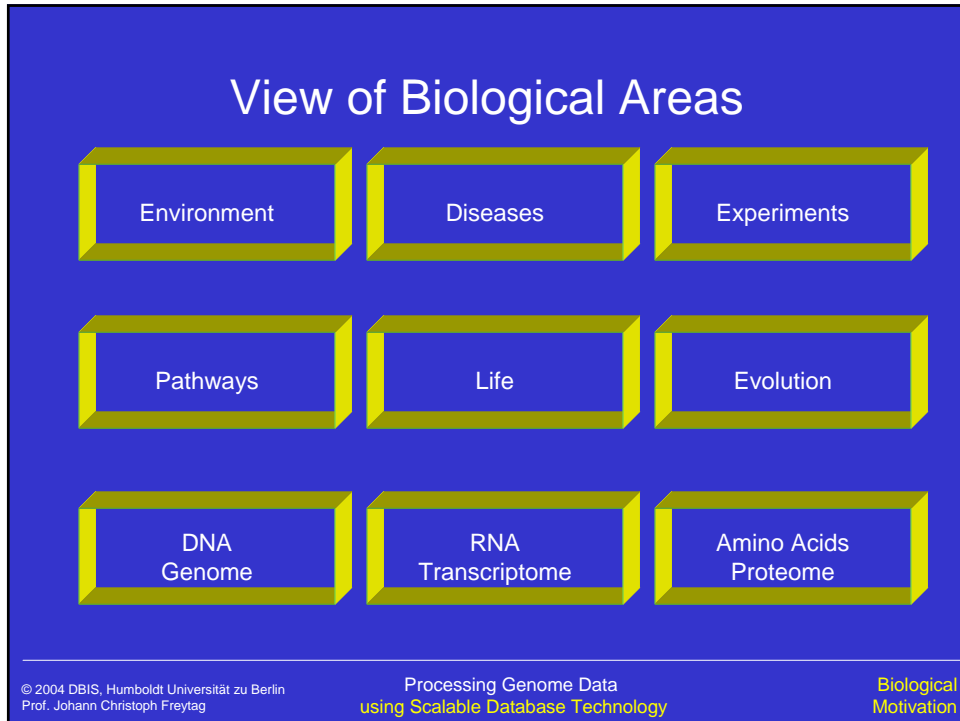 View of Biological Areas
Environment
Diseases
Experiments
Pathways
Life
Evolution
DNA
Genome
RNA
Transcriptome
Amino Acids
Proteome
© 2004 DBIS, Humboldt Universität zu Berlin
Prof. Johann Christoph Freytag
Processing Genome Data
using Scalable Database Technology
Biological
Motivation